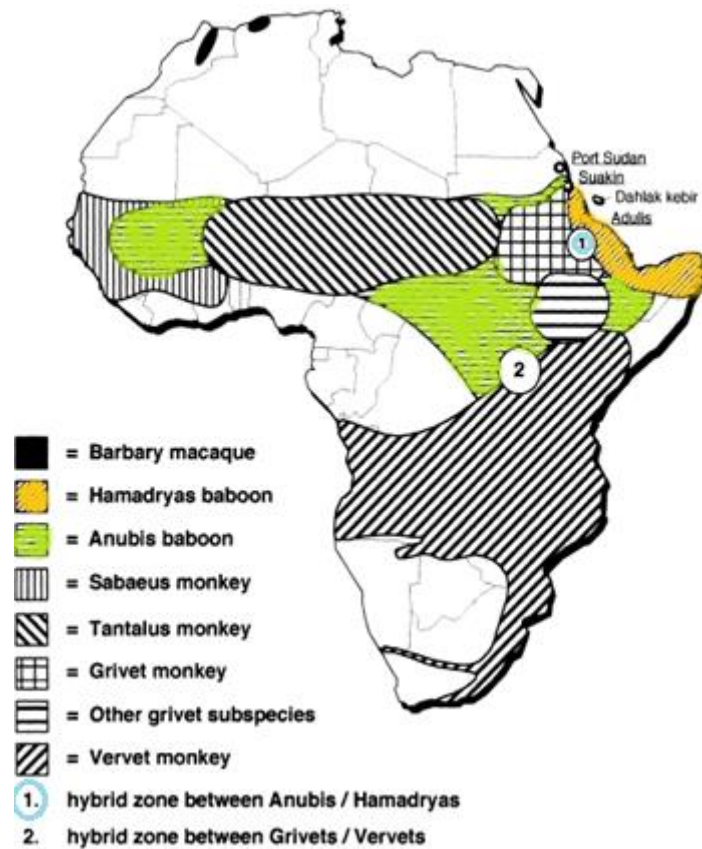 Port Sudan
Suakin
Dahlak kebir
Adulis
1.
2
= Barbary macaque
= Hamadryas baboon
= Anubis baboon
= Sabaeus monkey
= Tantalus monkey
= Grivet monkey
= Other grivet subspecies
= Vervet monkey
1. hybrid zone between Anubis / Hamadryas
2. hybrid zone between Grivets / Vervets